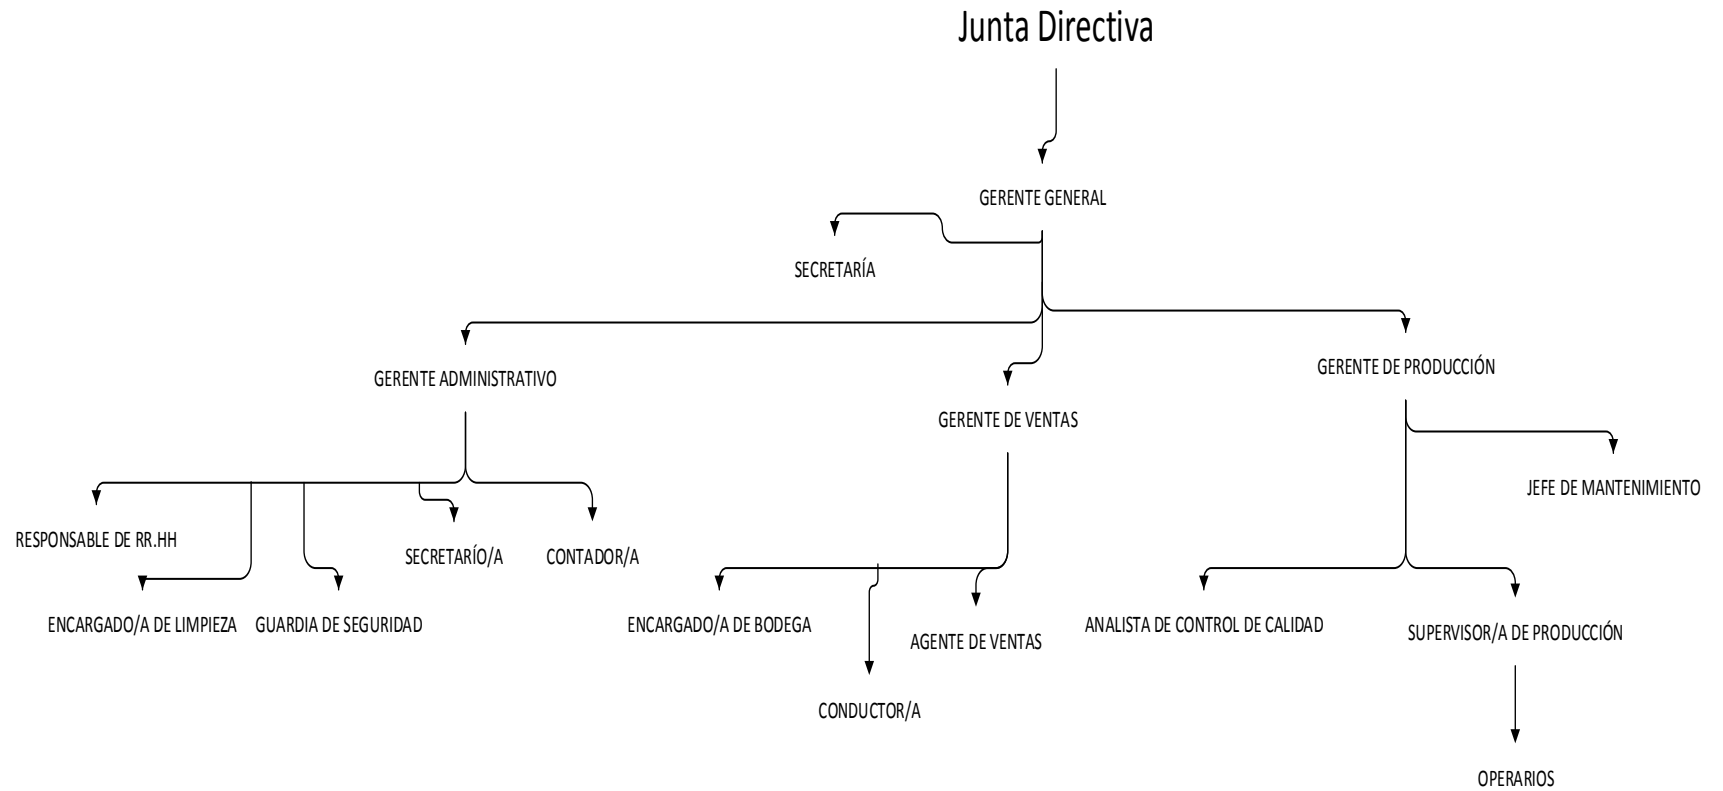 Junta Directiva
GERENTE GENERAL
SECRETARÍA
GERENTE ADMINISTRATIVO
GERENTE DE VENTAS
GERENTE DE PRODUCCIÓN
JEFE DE MANTENIMIENTO
RESPONSABLE DE RR.HH
SECRETARÍO/A
CONTADOR/A
ENCARGADO/A DE LIMPIEZA
GUARDIA DE SEGURIDAD
ENCARGADO/A DE BODEGA
AGENTE DE VENTAS
CONDUCTOR/A
ANALISTA DE CONTROL DE CALIDAD
SUPERVISOR/A DE PRODUCCIÓN
OPERARIOS